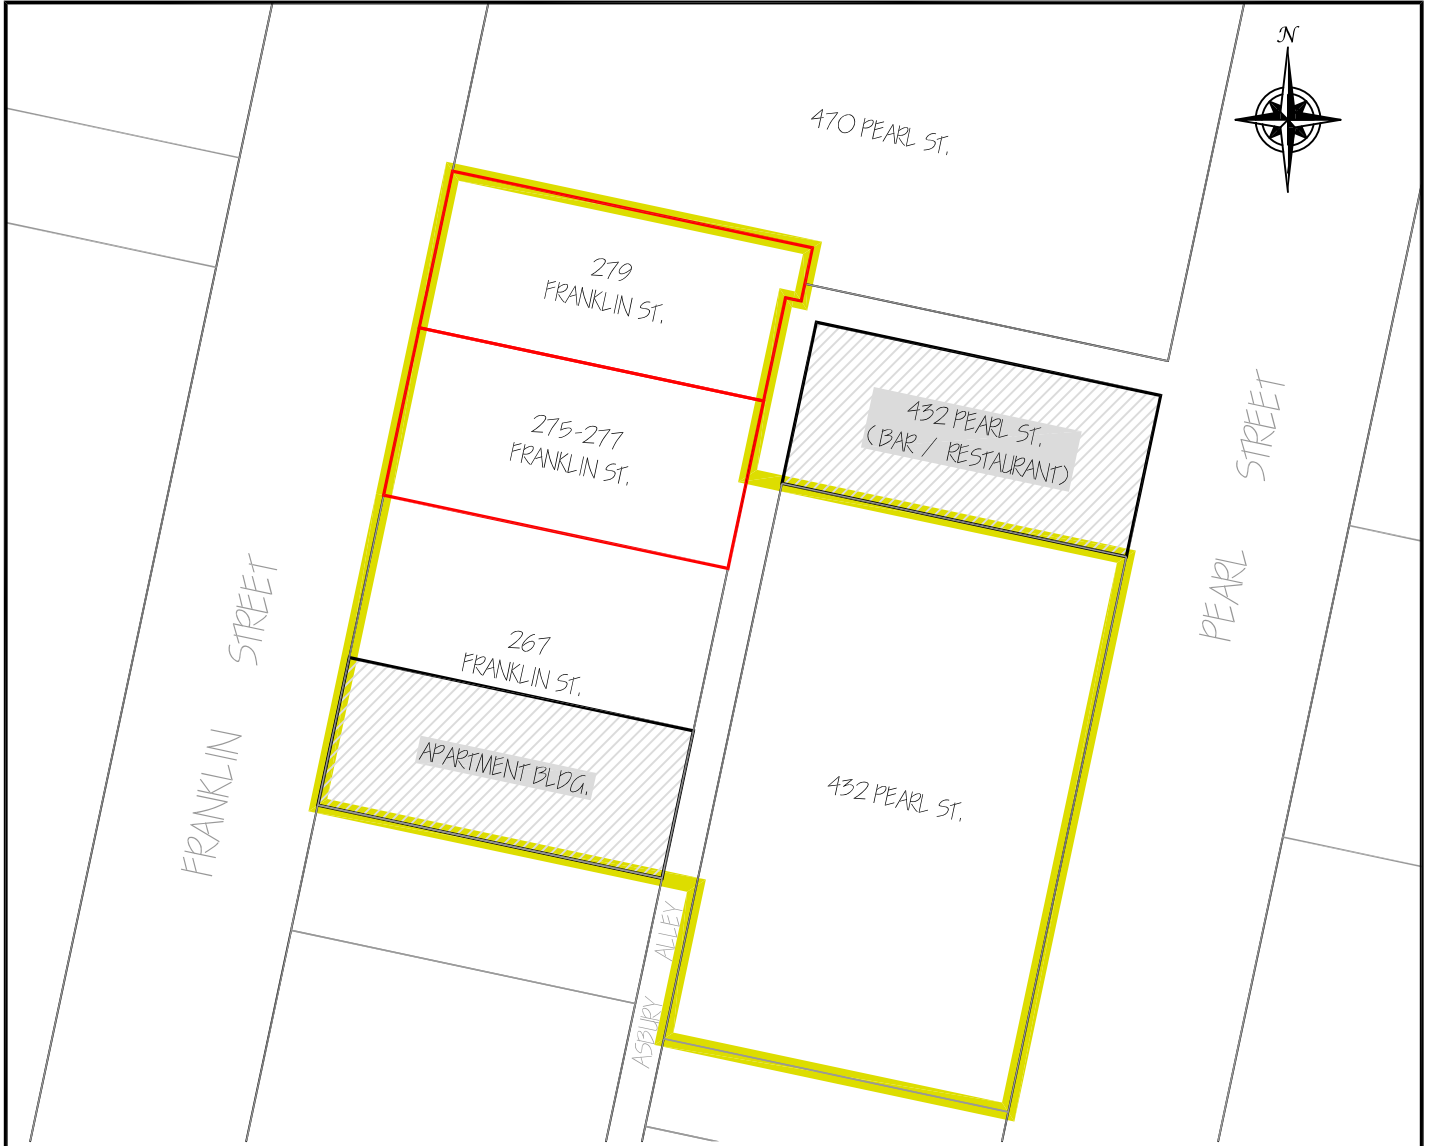 N
470 PEARL ST.
279
FRANKLIN ST.
432 PEARL ST.
(BAR / RESTAURANT)
275-277
FRANKLIN ST.
PEARL STREET
267
FRANKLIN ST.
FRANKLIN STREET
APARTMENT BLDG.
432 PEARL ST.
ASBURY ALLEY